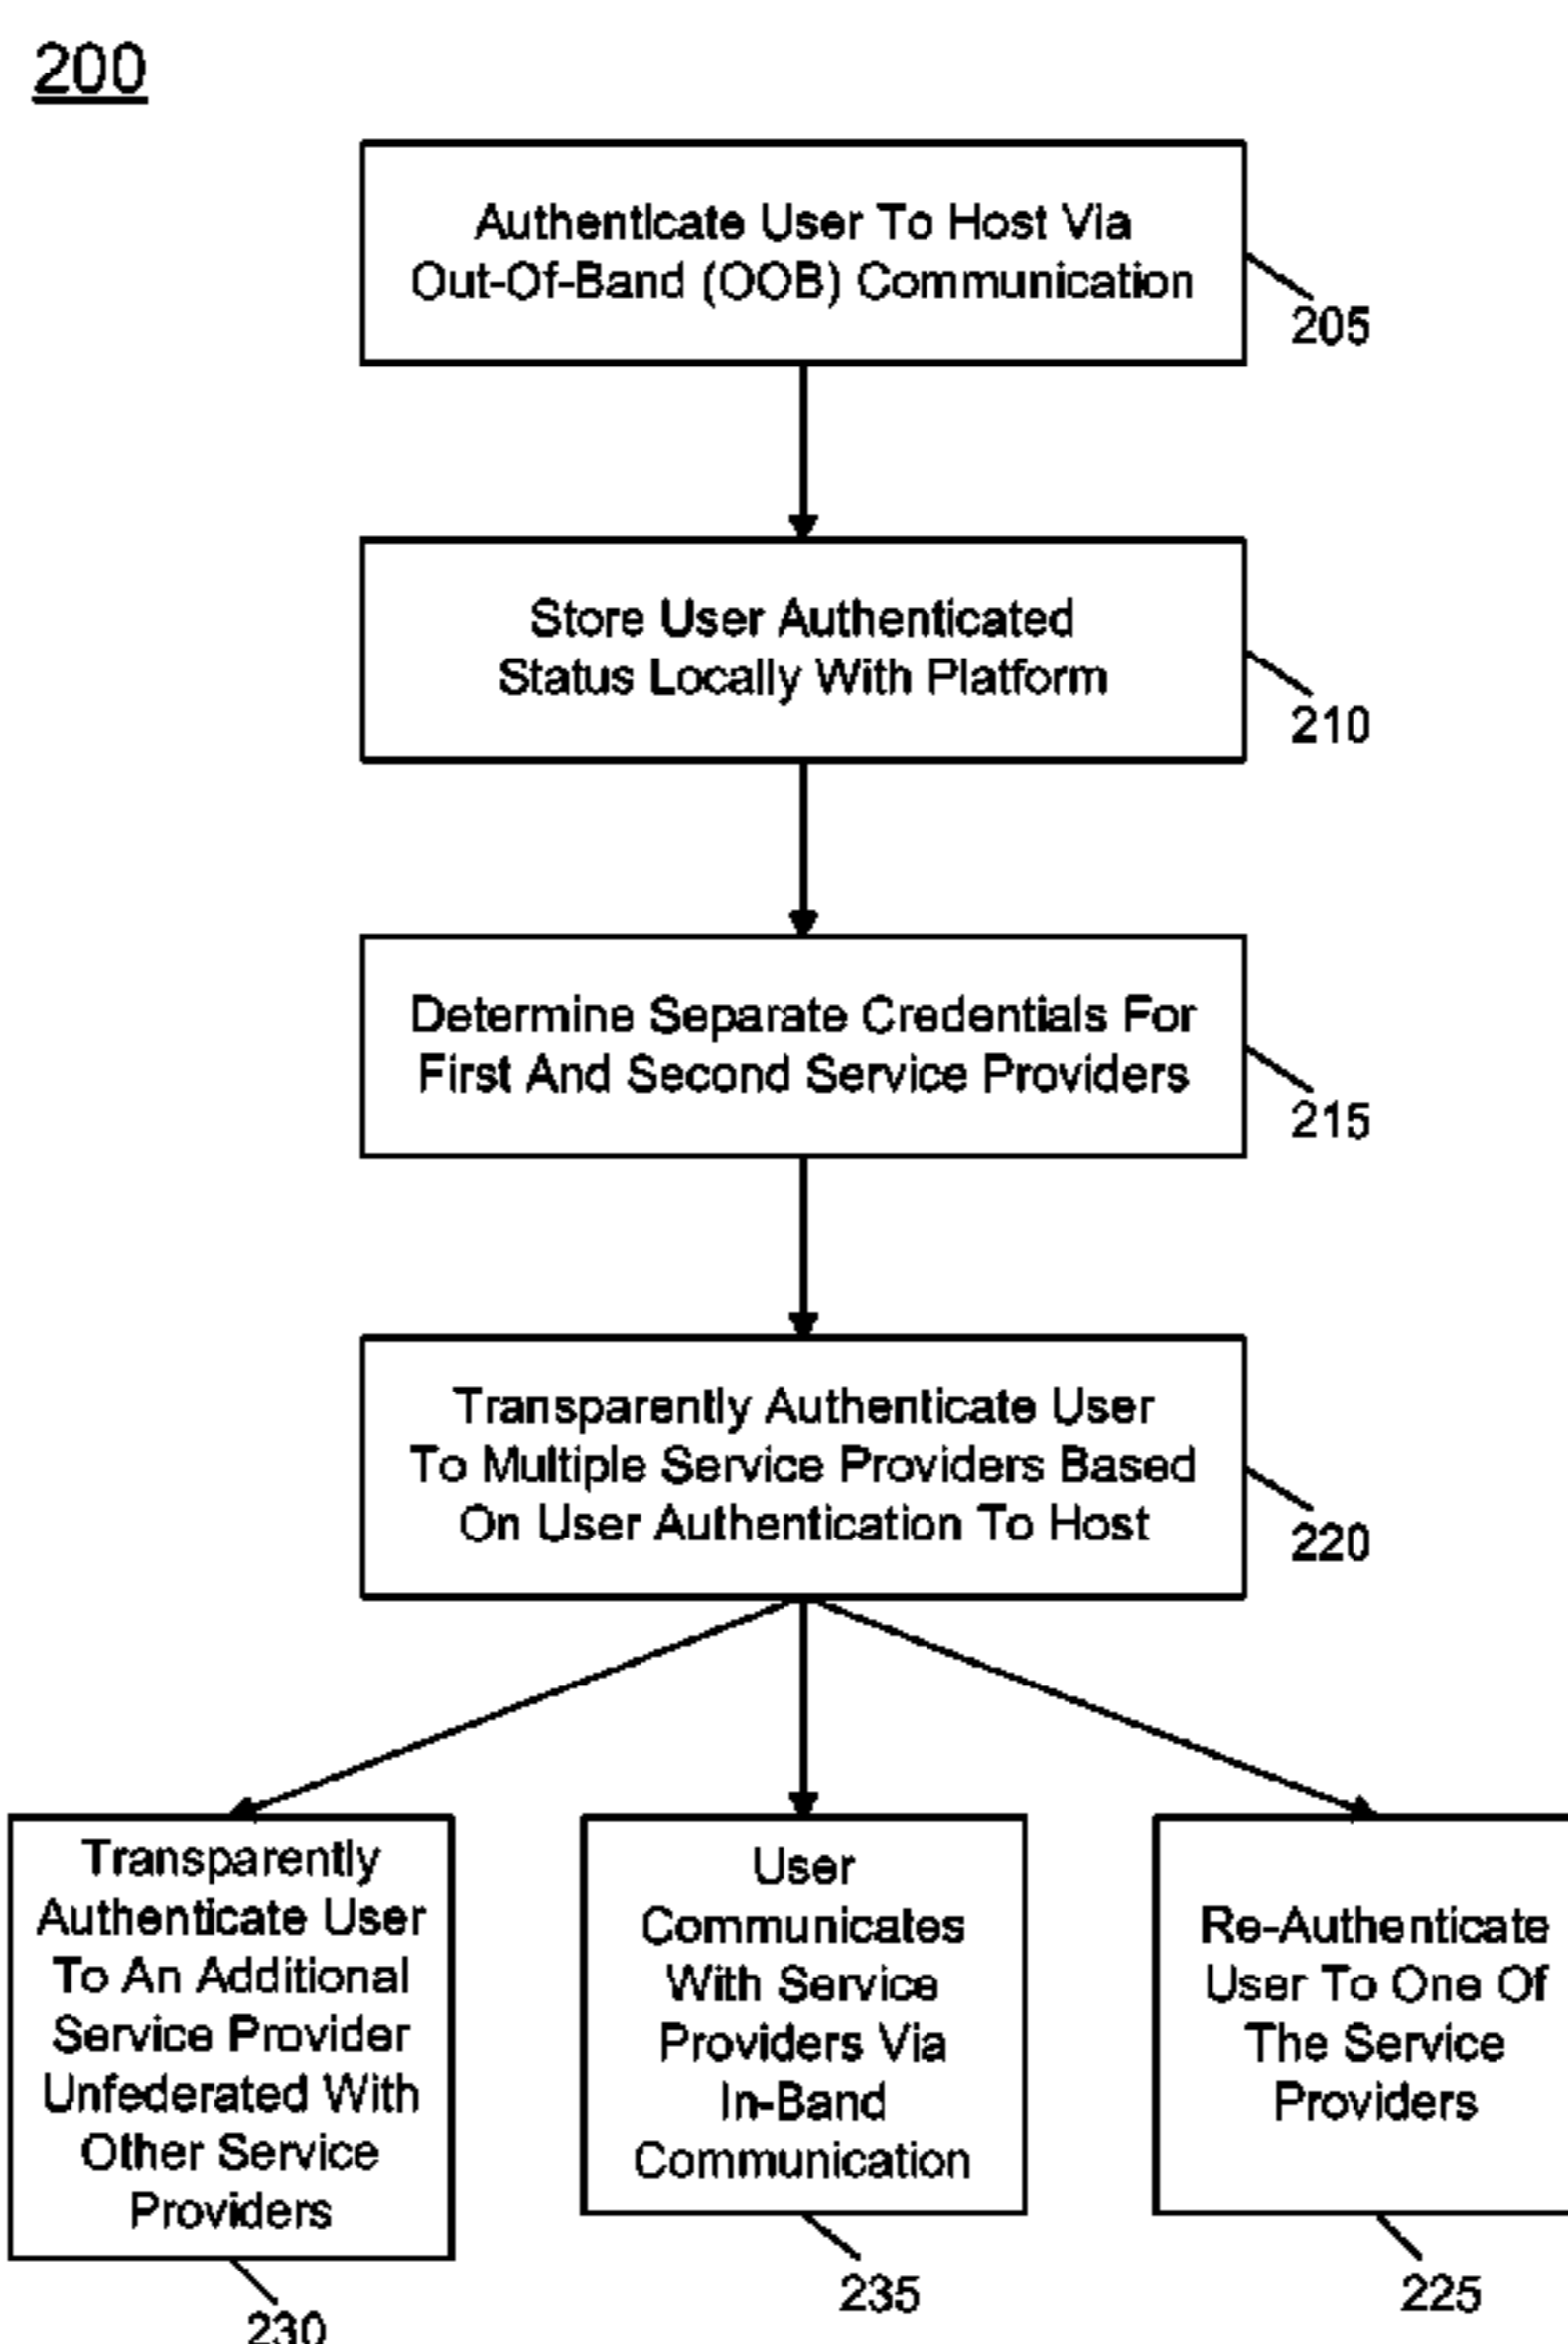 200
Authenticate User To Host Via
Out-Of-Band (OOB) Communication
205
Store User Authenticated
Status Locally With Platform
210
Determine Separate Credentials For
First And Second Service Providers
215
Transparently Authenticate User
To Multiple Service Providers Based
On User Authentication To Host
220
Transparently
Authenticate User
To An Additional
Service Provider
Unfederated With
Other Service
Providers
230
User
Communicates
With Service
Providers Via
In-Band
Communication
235
Re-Authenticate
User To One Of
The Service
Providers
225